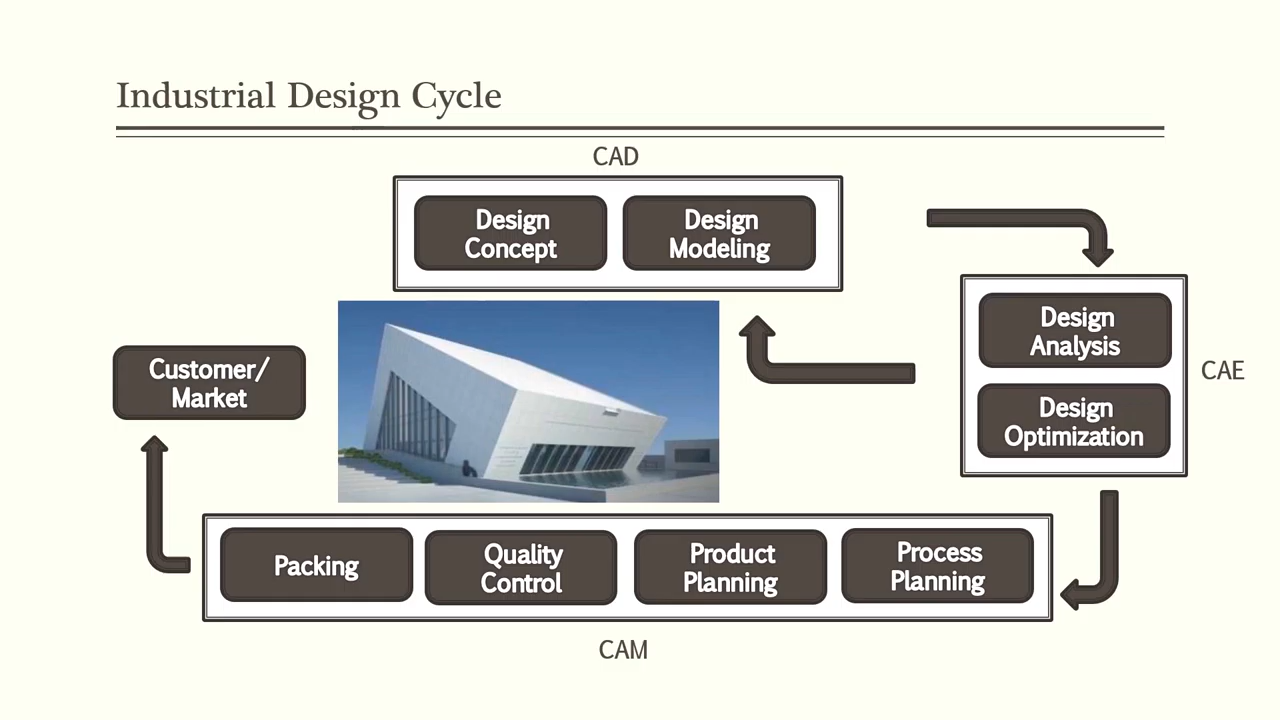 Industrial Design Cycle
CAD
Design
Concept
Design
Modeling
Design
Analysis
CAE
Design
Optimization
Customer/
Market
Packing
Quality
Control
Product
Planning
Process
Planning
CAM